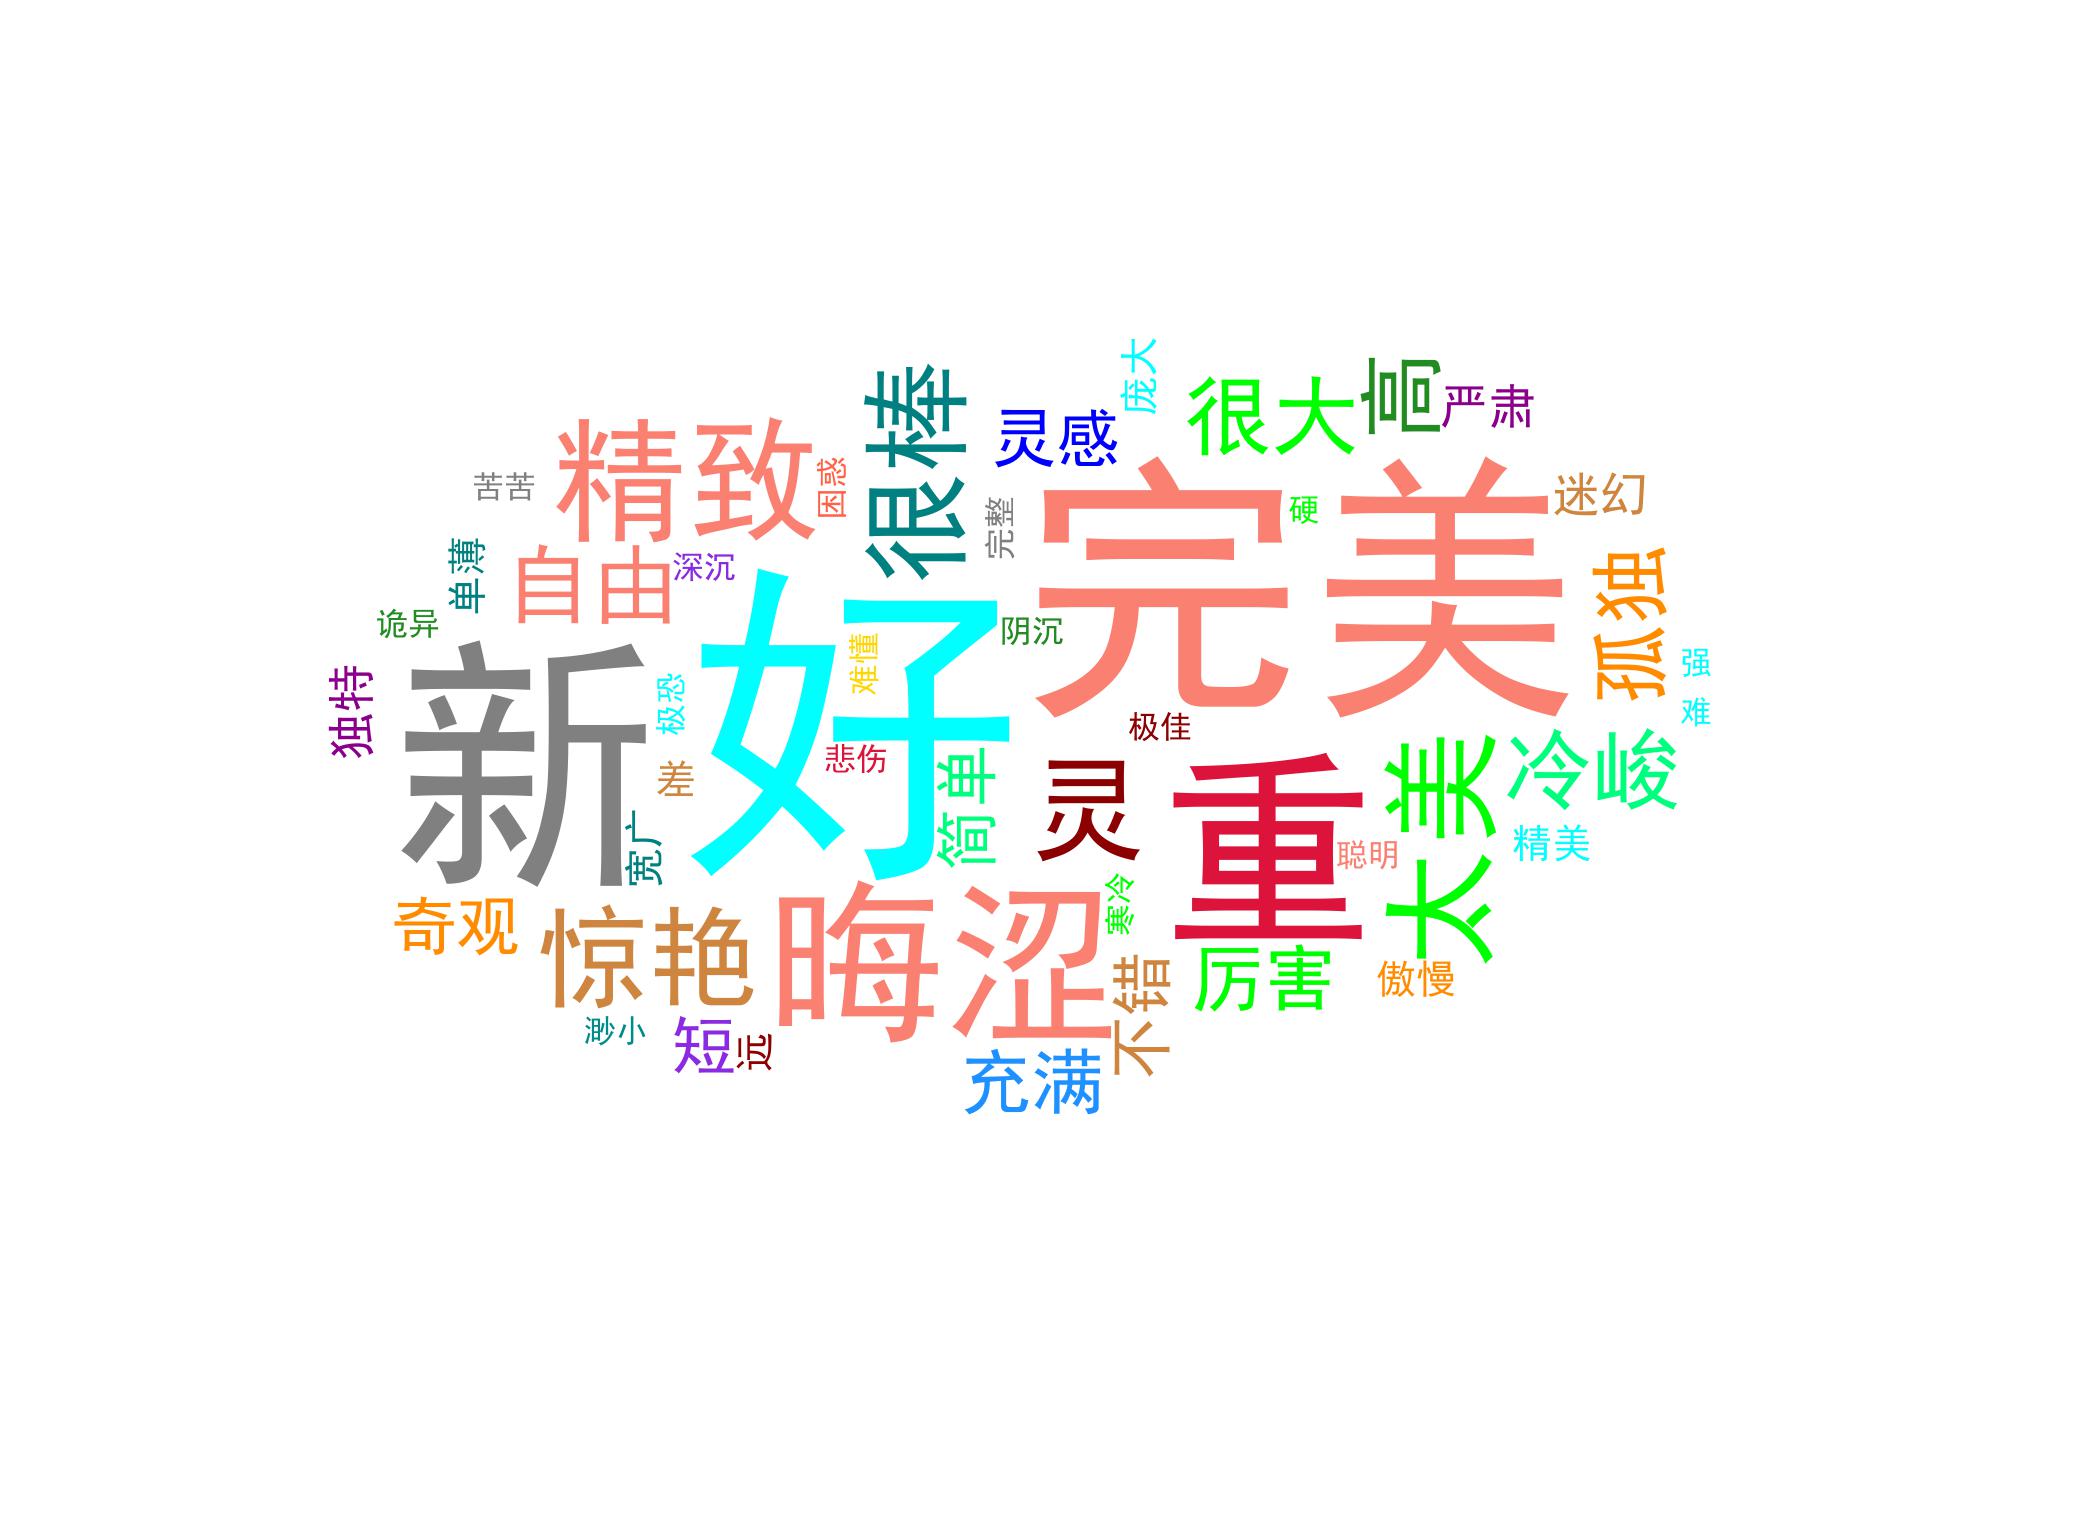 庞大
很大
高
严肃
很棒
灵感
精致
困惑
苦苦
完整
完美
硬
迷幻
单薄
自由
深沉
孤独
诡异
新
好
难懂
阴沉
强
独特
极恐
难
极佳
差
悲伤
简单
灵
重
太美
冷峻
宽广
聪明
精美
奇观
惊艳
晦涩
寒冷
厉害
傲慢
不错
渺小
短
远
充满